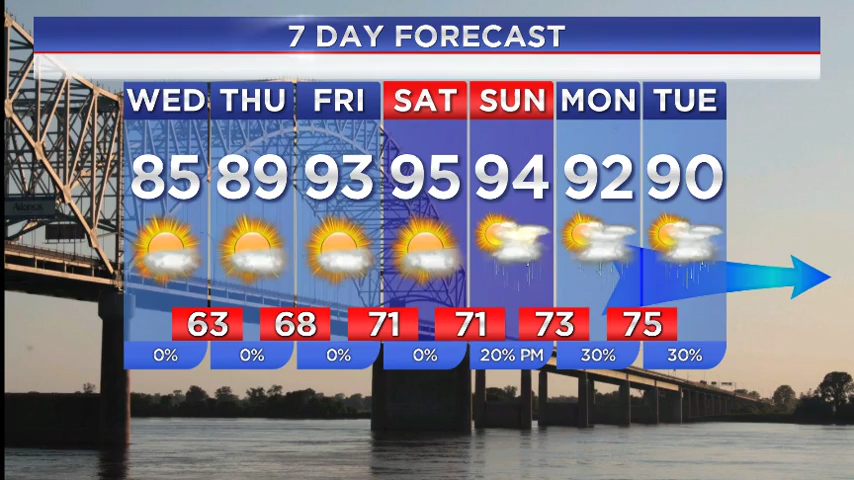 7 DAY FORECAST
WED THU FRI SAT SUN MON TUE
85 89 93 95 94 92 90
63 68 71 71 73 75
0% 0% 0% 0% 20% PM 30% 30%